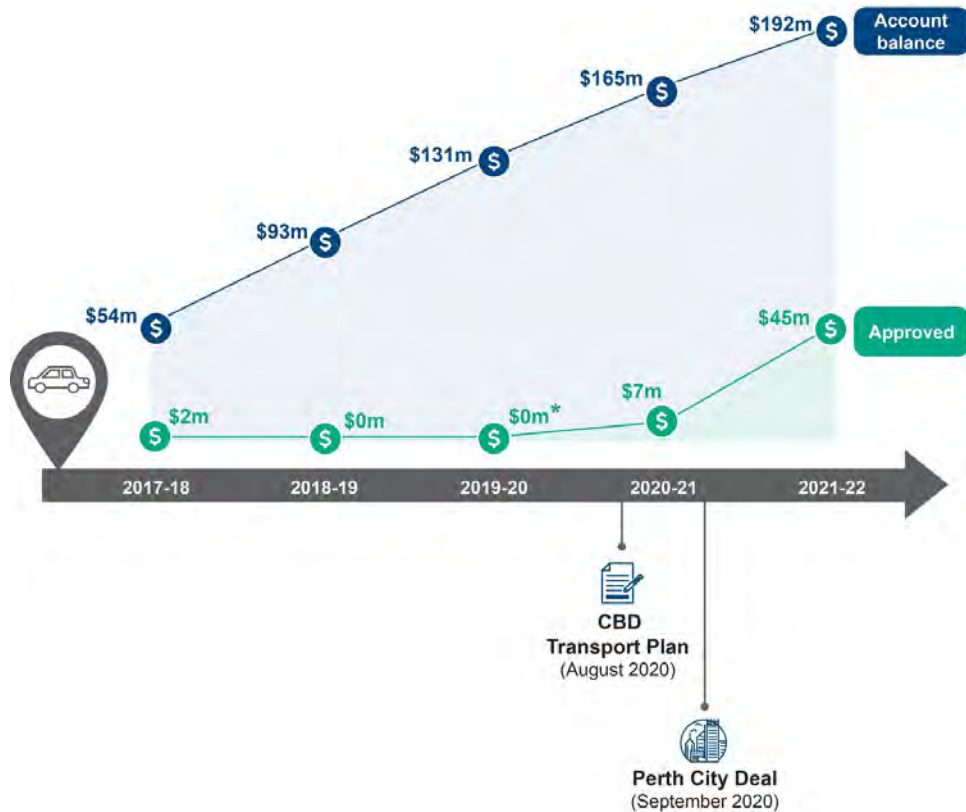 $192m
Account
balance
$165m
$131m
$93m
$54m
$45m
Approved
$2m
$0m
$0m*
$7m
2017-18 2018-19 2019-20 2020-21 2021-22
CBD
Transport Plan
(August 2020)
Perth City Deal
(September 2020)